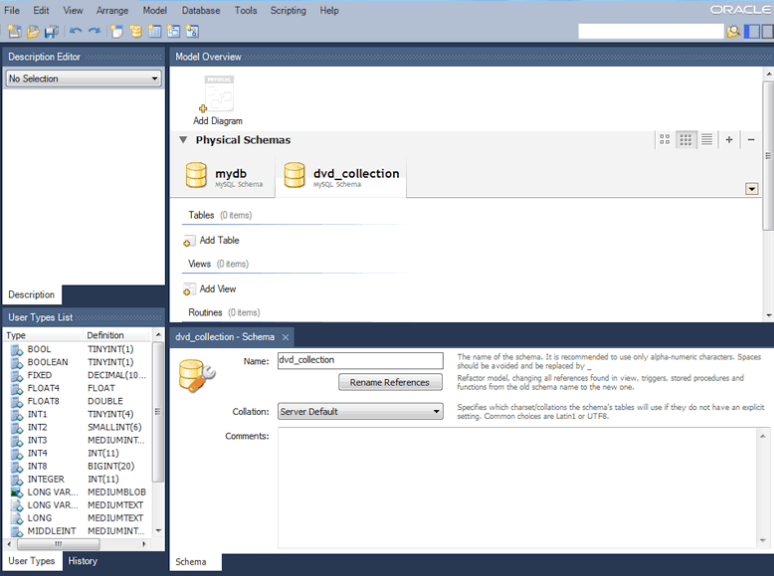 File Edit View Arrange Model Database Tools Scripting Help
ORACLE
Description Editor
No Selection
Description
User Types List
Type Definition
BOOL TINYINT(1)
BOOLEAN TINYINT(1)
FIXED DECIMAL(10...
FLOAT4 FLOAT
FLOAT8 DOUBLE
INT1 TINYINT(4)
INT2 SMALLINT(6)
INT3 MEDIUMINT...
INT4 INT(11)
INT8 BIGINT(20)
INTEGER INT(11)
LONG VAR... MEDIUMBLOB
LONG VAR... MEDIUMTEXT
LONG MEDIUMTEXT
MIDDLEINT MEDIUMINT...
User Types History
Model Overview
PHYSICAL
Add Diagram
Physical Schemas
mydb
MySQL Schema
dvd_collection
MySQL Schema
Tables (0 items)
Add Table
Views (0 items)
Add View
Routines (0 items)
dvd_collection - Schema
Name: dvd_collection
The name of the schema. It is recommended to use only alpha-numeric characters. Spaces
should be avoided and be replaced by _
Rename References
Refactor model, changing all references found in view, triggers, stored procedures and
functions from the old schema name to the new one.
Collation: Server Default
Specifies which charset/collations the schema's tables will use if they do not have an explicit
setting. Common choices are Latin1 or UTF8.
Comments:
Schema